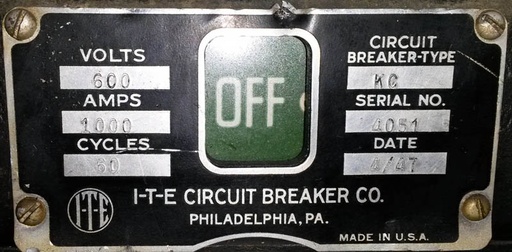 VOLTS
600
AMPS
1000
CYCLES
60
OFF
CIRCUIT
BREAKER-TYPE
KC
SERIAL NO.
4051
DATE
4/47
I-T-E
I-T-E CIRCUIT BREAKER CO.
PHILADELPHIA, PA.
MADE IN U.S.A.